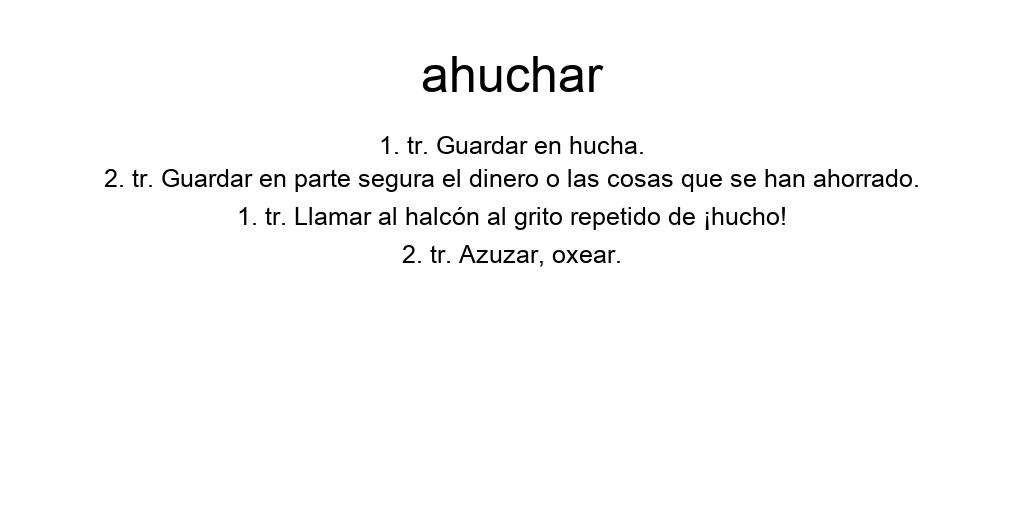 ahuchar
1. tr. Guardar en hucha.
2. tr. Guardar en parte segura el dinero o las cosas que se han ahorrado.
1. tr. Llamar al halcón al grito repetido de ¡hucho!
2. tr. Azuzar, oxear.